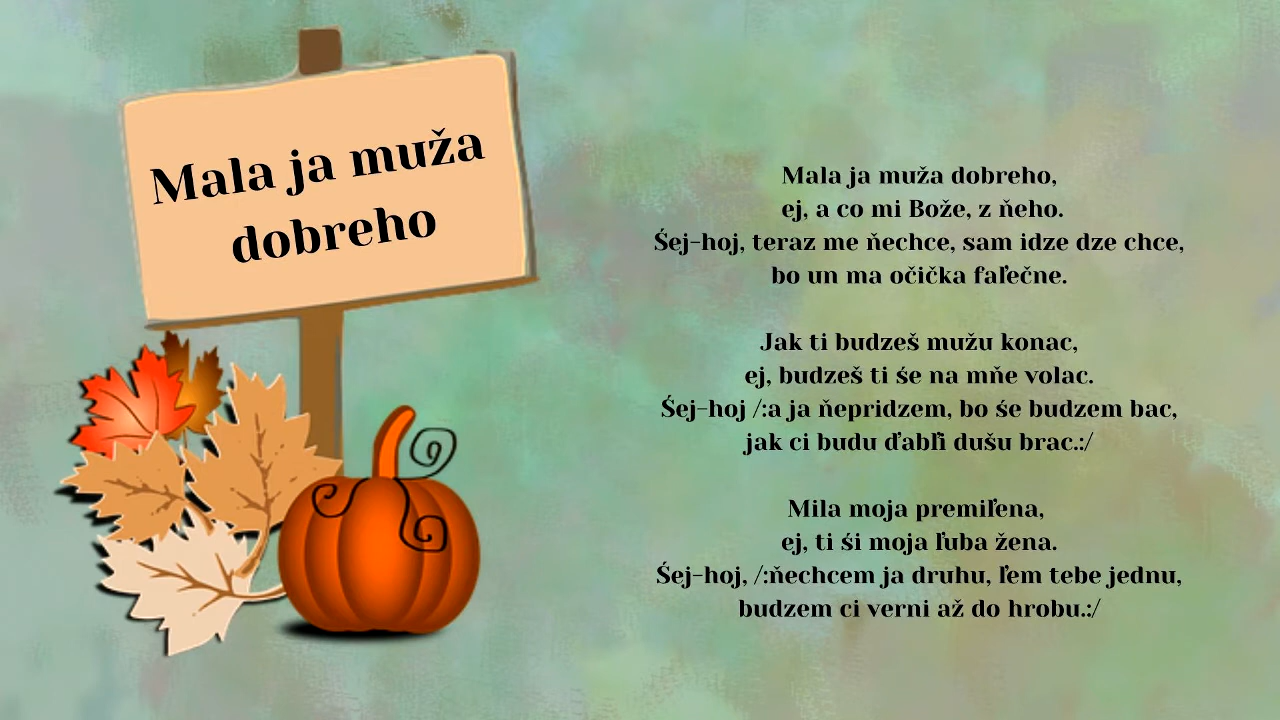 Mala ja muža
dobreho
Mala ja muža dobreho,
ej, a co mi Bože, z ňeho.
Śej-hoj, teraz me ňechce, sam idze dze chce,
bo un ma očička faľečne.
Jak ti budzeš mužu konac,
ej, budzeš ti śe na mňe volac.
Śej-hoj /:a ja ňepridzem, bo śe budzem bac,
jak ci budu ďabľi dušu brac.:/
Mila moja premiľena,
ej, ti śi moja ľuba žena.
Śej-hoj, /:ňechcem ja druhu, ľem tebe jednu,
budzem ci verni až do hrobu.:/